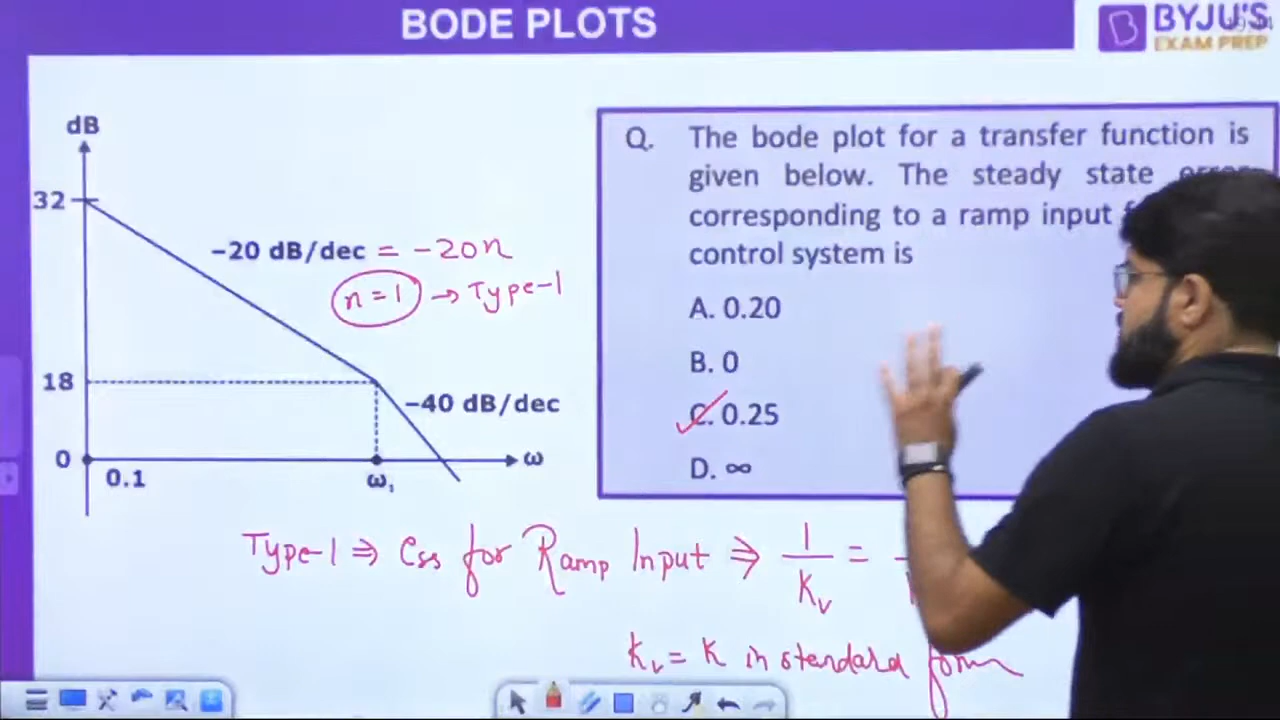 BODE PLOTS
BYJU'S
EXAM PREP
dB
32
-20 dB/dec = -20n
n=1 → Type-1
18
-40 dB/dec
0
0.1
ω₁
ω
Q. The bode plot for a transfer function is
given below. The steady state error
corresponding to a ramp input
control system is
A. 0.20
B. 0
C. 0.25
D. ∞
Type-1 ⇒ ess for Ramp Input ⇒ 1/Kv =
Kv = K in standard form